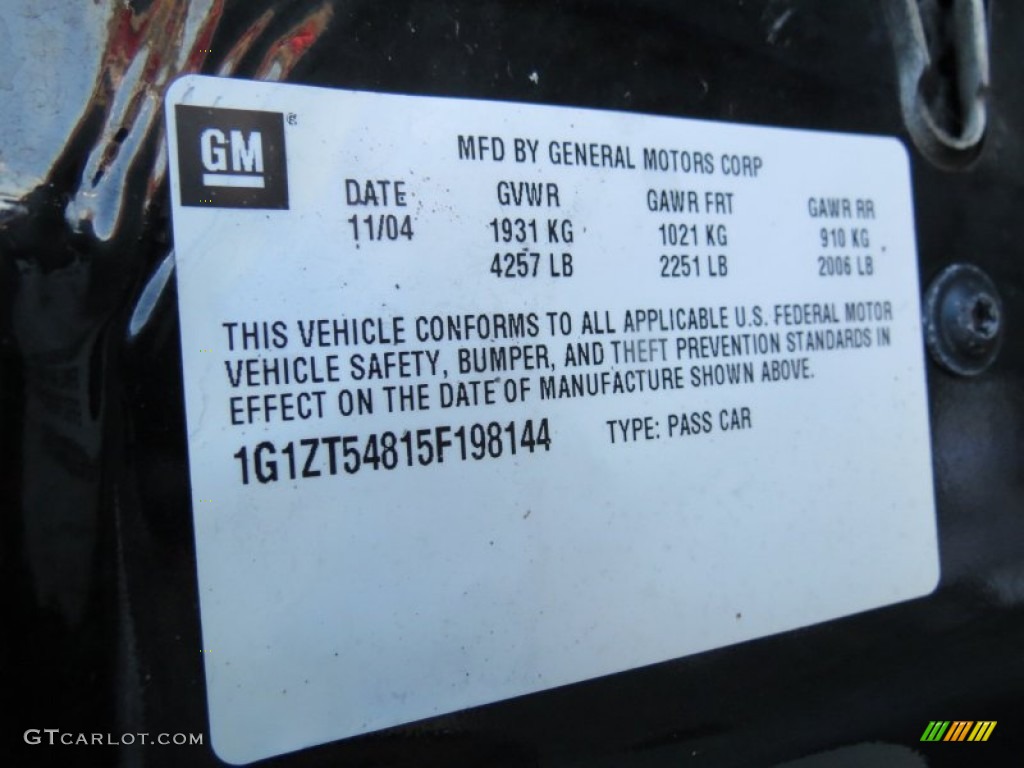 GM
MFD BY GENERAL MOTORS CORP
DATE GVWR GAWR FRT GAWR RR
11/04 1931 KG 1021 KG 910 KG
4257 LB 2251 LB 2006 LB
THIS VEHICLE CONFORMS TO ALL APPLICABLE U.S. FEDERAL MOTOR
VEHICLE SAFETY, BUMPER, AND THEFT PREVENTION STANDARDS IN
EFFECT ON THE DATE OF MANUFACTURE SHOWN ABOVE.
1G1ZT54815F198144 TYPE: PASS CAR
GTCARLOT.COM